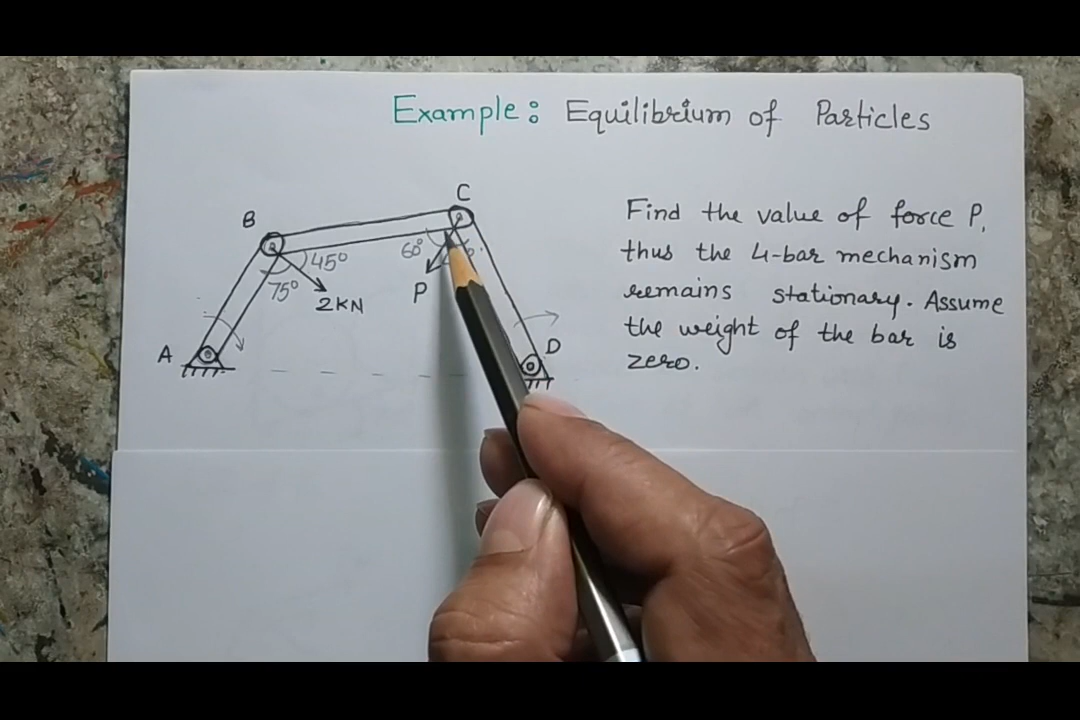 Example: Equilibrium of Particles
C
B
60°
45°
75°
P
2KN
A
D
Find the value of force P,
thus the 4-bar mechanism
remains stationary. Assume
the weight of the bar is
zero.